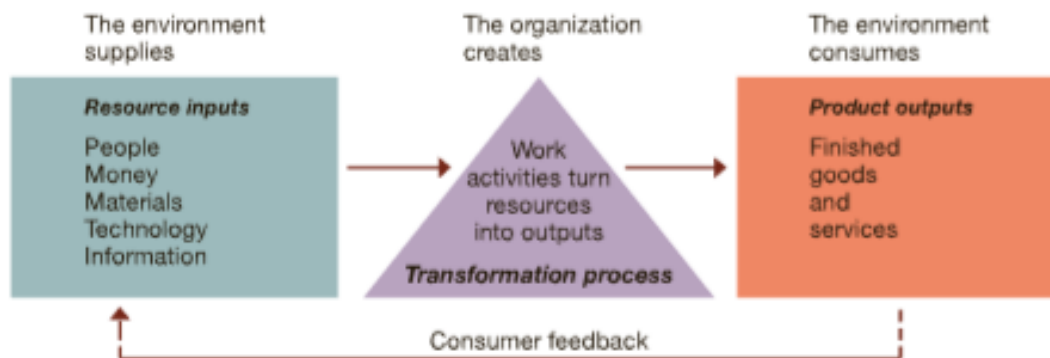 The environment
supplies
Resource inputs
People
Money
Materials
Technology
Information
The organization
creates
Work
activities turn
resources
into outputs
Transformation process
The environment
consumes
Product outputs
Finished
goods
and
services
Consumer feedback